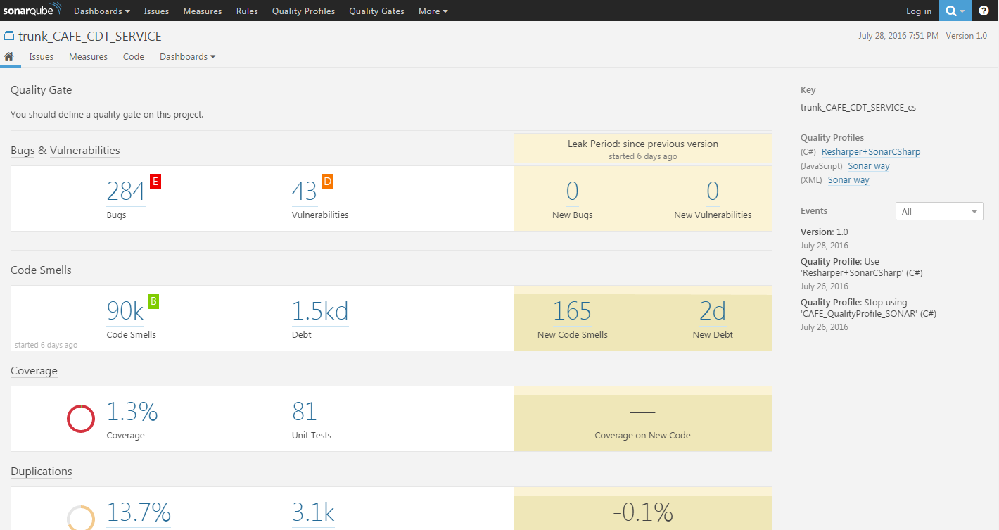 sonarqube Dashboards Issues Measures Rules Quality Profiles Quality Gates More Log in ?
trunk_CAFE_CDT_SERVICE
July 28, 2016 7:51 PM Version 1.0
Issues Measures Code Dashboards
Quality Gate
You should define a quality gate on this project.
Bugs & Vulnerabilities
Leak Period: since previous version
started 6 days ago
284 E
Bugs
43 D
Vulnerabilities
0
New Bugs
0
New Vulnerabilities
Code Smells
90k B
Code Smells
1.5kd
Debt
started 6 days ago
165
New Code Smells
2d
New Debt
Coverage
1.3%
Coverage
81
Unit Tests
—
Coverage on New Code
Duplications
13.7%
3.1k
-0.1%
Key
trunk_CAFE_CDT_SERVICE_cs
Quality Profiles
(C#) Resharper+SonarCSharp
(JavaScript) Sonar way
(XML) Sonar way
Events All
Version: 1.0
July 28, 2016
Quality Profile: Use
'Resharper+SonarCSharp' (C#)
July 26, 2016
Quality Profile: Stop using
'CAFE_QualityProfile_SONAR' (C#)
July 26, 2016